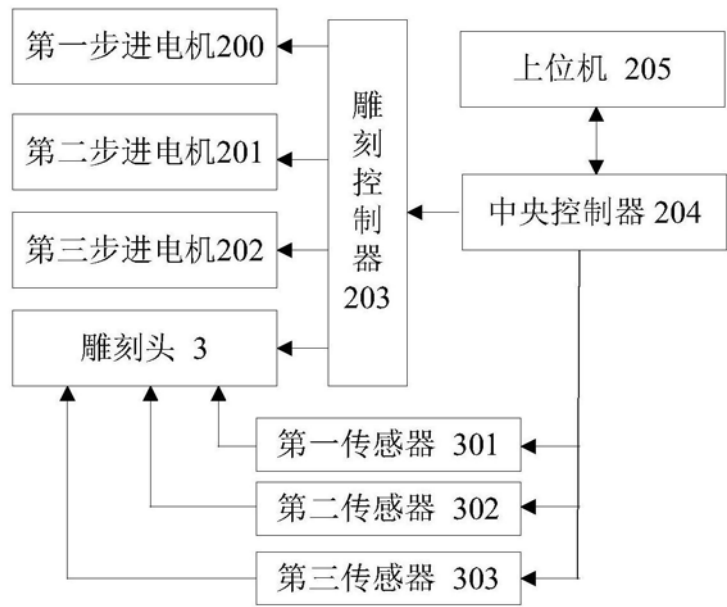 第一步进电机200
第二步进电机201
第三步进电机202
雕刻头 3
雕
刻
控
制
器
203
上位机 205
中央控制器 204
第一传感器 301
第二传感器 302
第三传感器 303